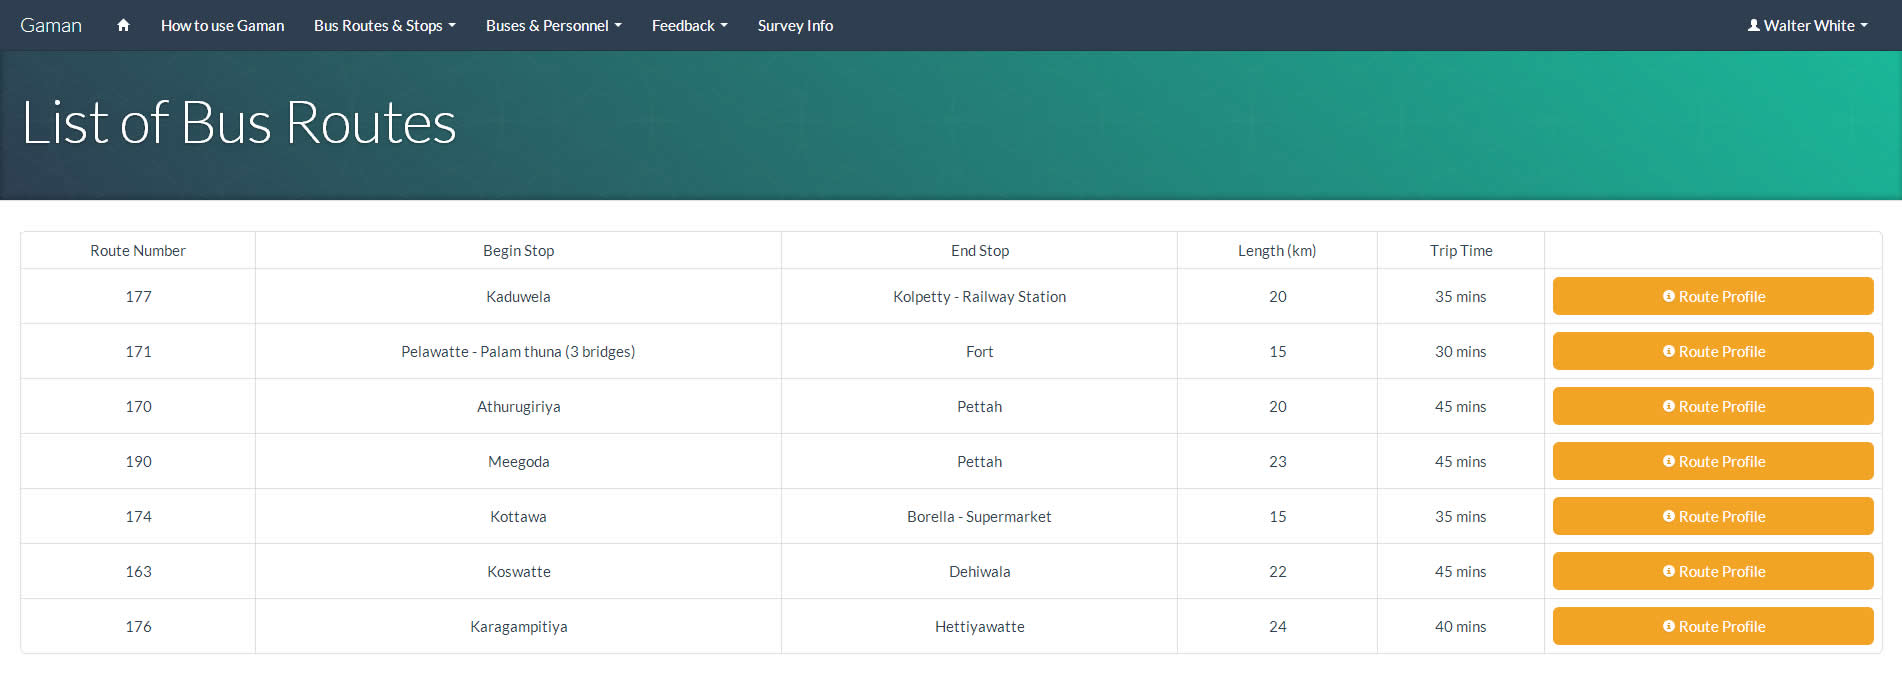 Gaman How to use Gaman Bus Routes & Stops Buses & Personnel Feedback Survey Info Walter White
List of Bus Routes
Route Number Begin Stop End Stop Length (km) Trip Time
177 Kaduwela Kolpetty - Railway Station 20 35 mins Route Profile
171 Pelawatte - Palam thuna (3 bridges) Fort 15 30 mins Route Profile
170 Athurugiriya Pettah 20 45 mins Route Profile
190 Meegoda Pettah 23 45 mins Route Profile
174 Kottawa Borella - Supermarket 15 35 mins Route Profile
163 Koswatte Dehiwala 22 45 mins Route Profile
176 Karagampitiya Hettiyawatte 24 40 mins Route Profile